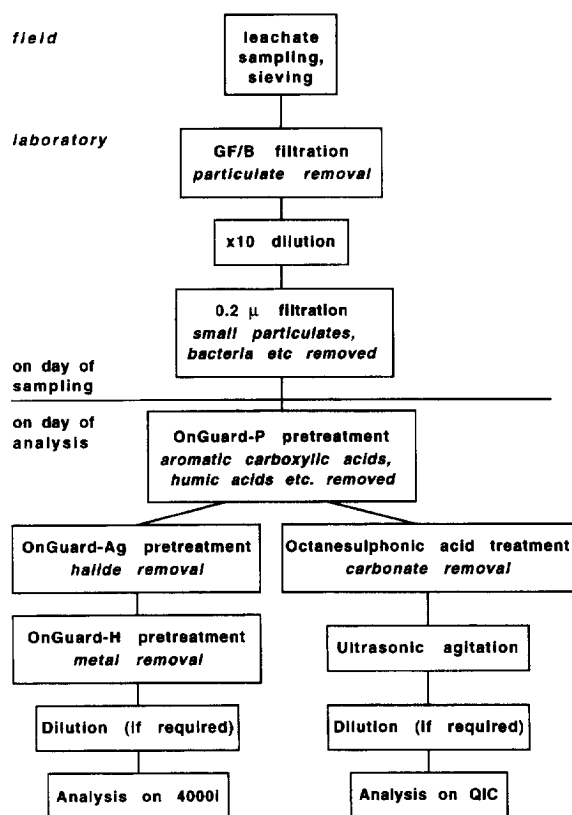 field
leachate
sampling,
sieving
laboratory
GF/B filtration
particulate removal
x10 dilution
0.2 μ filtration
small particulates,
bacteria etc removed
on day of
sampling
on day of
analysis
OnGuard-P pretreatment
aromatic carboxylic acids,
humic acids etc. removed
OnGuard-Ag pretreatment
halide removal
OnGuard-H pretreatment
metal removal
Dilution (if required)
Analysis on 4000i
Octanesulphonic acid treatment
carbonate removal
Ultrasonic agitation
Dilution (if required)
Analysis on QIC